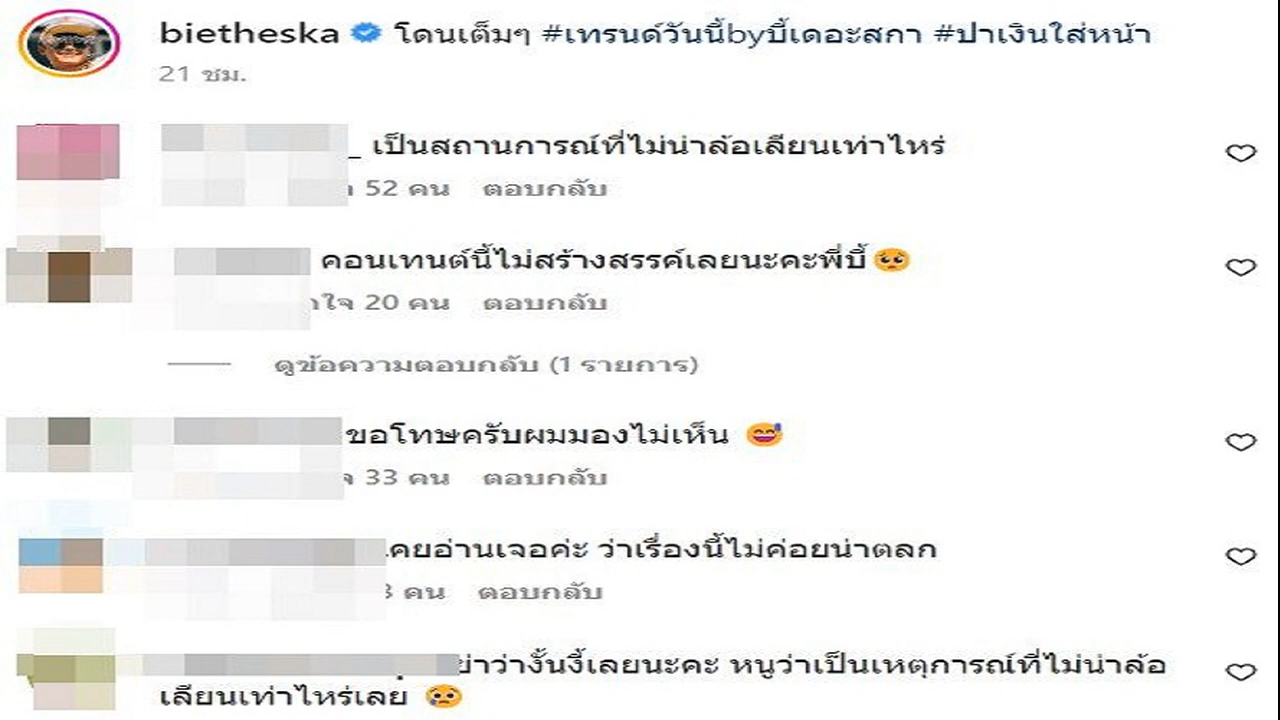 bietheska โดนเต็มๆ #เทรนด์วันนี้byบี้เดอะสกา #ปาเงินใส่หน้า
21 ชม.
_ เป็นสถานการณ์ที่ไม่น่าล้อเลียนเท่าไหร่
52 คน ตอบกลับ
คอนเทนต์นี้ไม่สร้างสรรค์เลยนะคะพี่บี้🥺
20 คน ตอบกลับ
ดูข้อความตอบกลับ (1 รายการ)
ขอโทษครับผมมองไม่เห็น 😅
33 คน ตอบกลับ
เคยอ่านเจอค่ะ ว่าเรื่องนี้ไม่ค่อยน่าตลก
คน ตอบกลับ
ว่างั้นงี้เลยนะคะ หนูว่าเป็นเหตุการณ์ที่ไม่น่าล้อ
เลียนเท่าไหร่เลย 😢